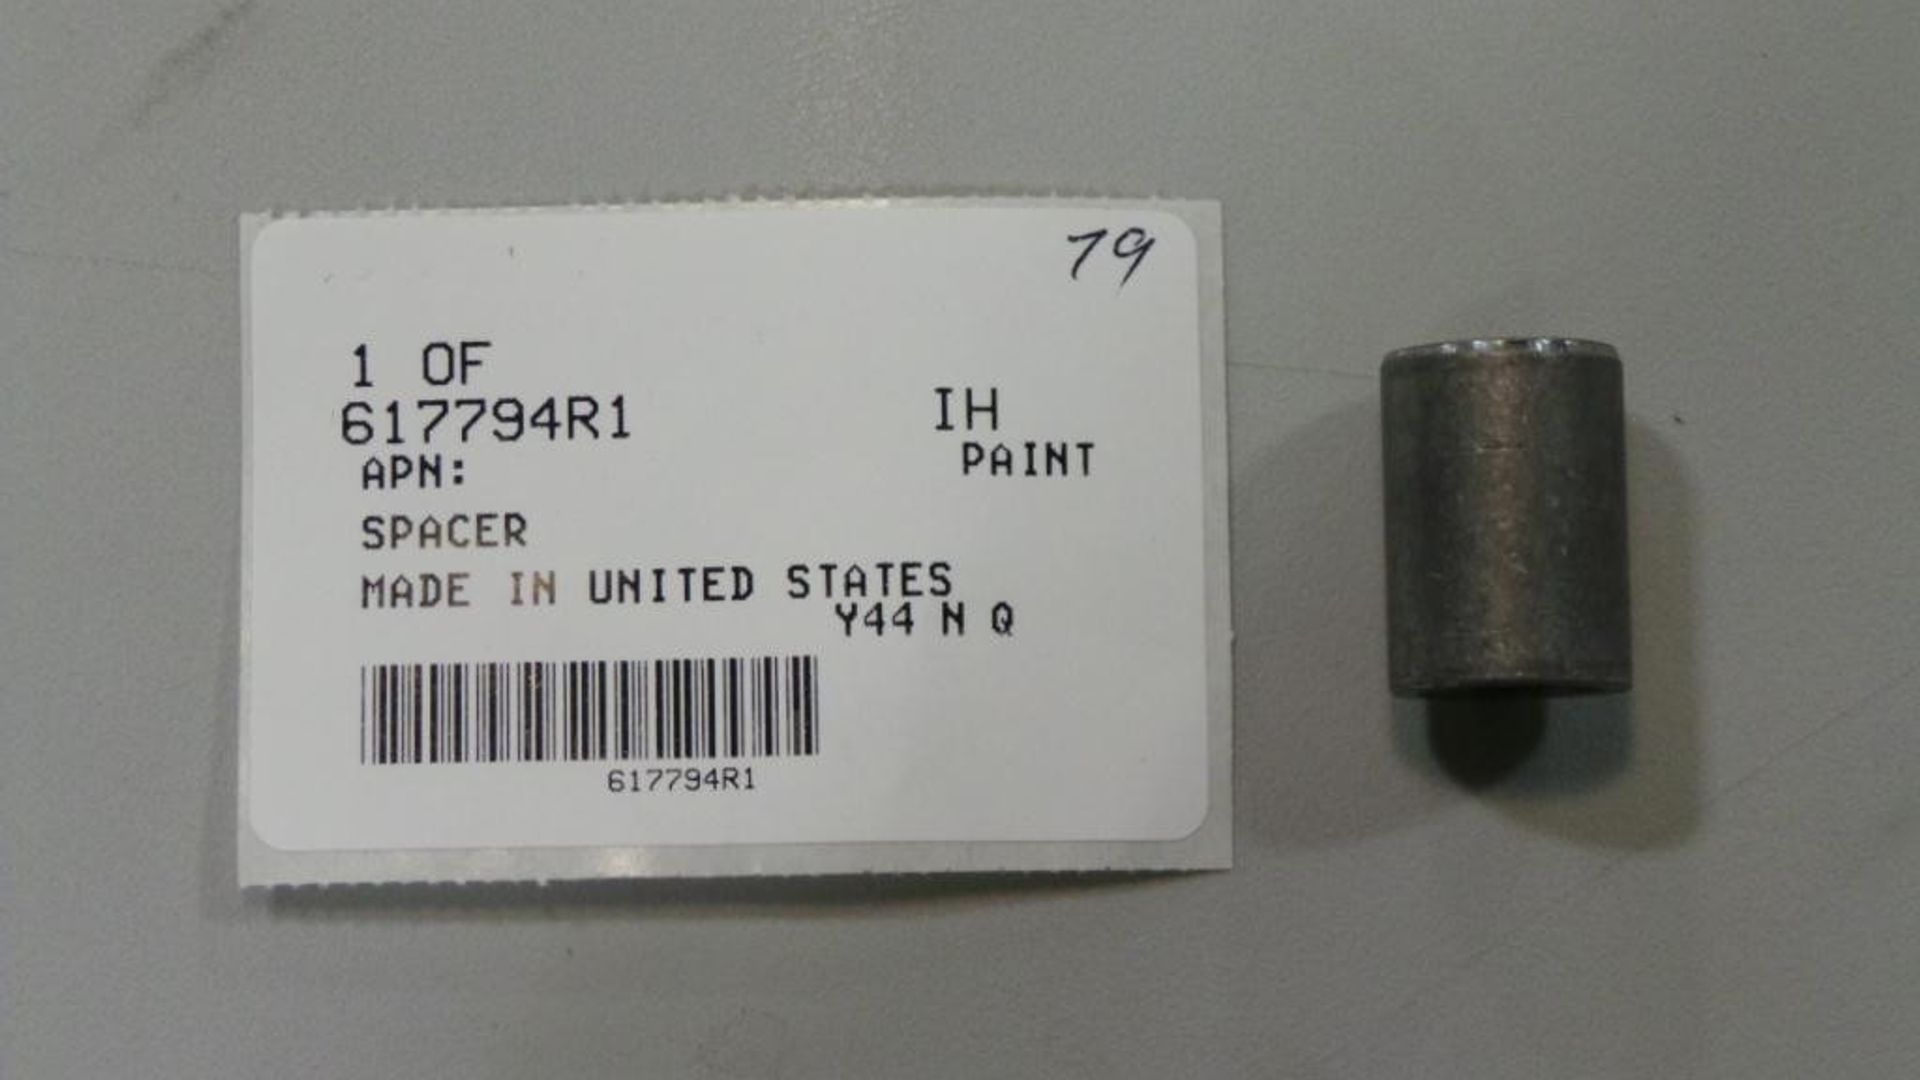 79
1 OF
617794R1 IH
APN: PAINT
SPACER
MADE IN UNITED STATES
Y44 N Q
617794R1